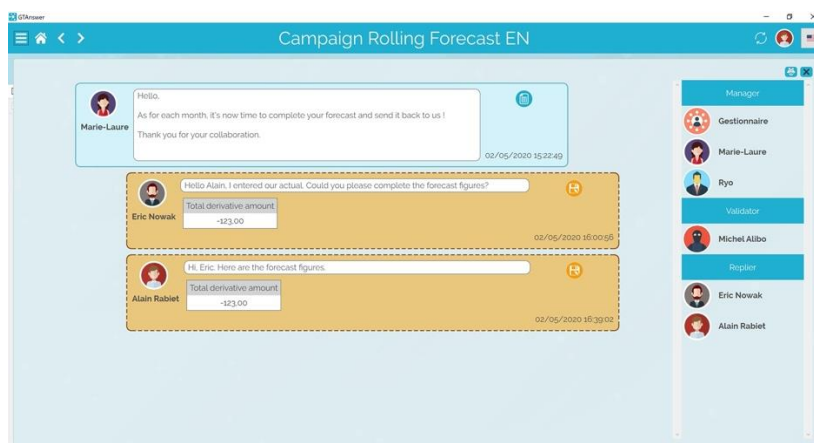 GTAnswer
Campaign Rolling Forecast EN
Hello,
As for each month, it's now time to complete your forecast and send it back to us !
Thank you for your collaboration.
Marie-Laure
02/05/2020 15:22:49
Hello Alain, I entered our actual. Could you please complete the forecast figures?
Total derivative amount
-123,00
Eric Nowak
02/05/2020 16:00:56
Hi, Eric. Here are the forecast figures.
Total derivative amount
-123,00
Alain Rabiet
02/05/2020 16:39:02
Manager
Gestionnaire
Marie-Laure
Ryo
Validator
Michel Alibo
Replier
Eric Nowak
Alain Rabiet